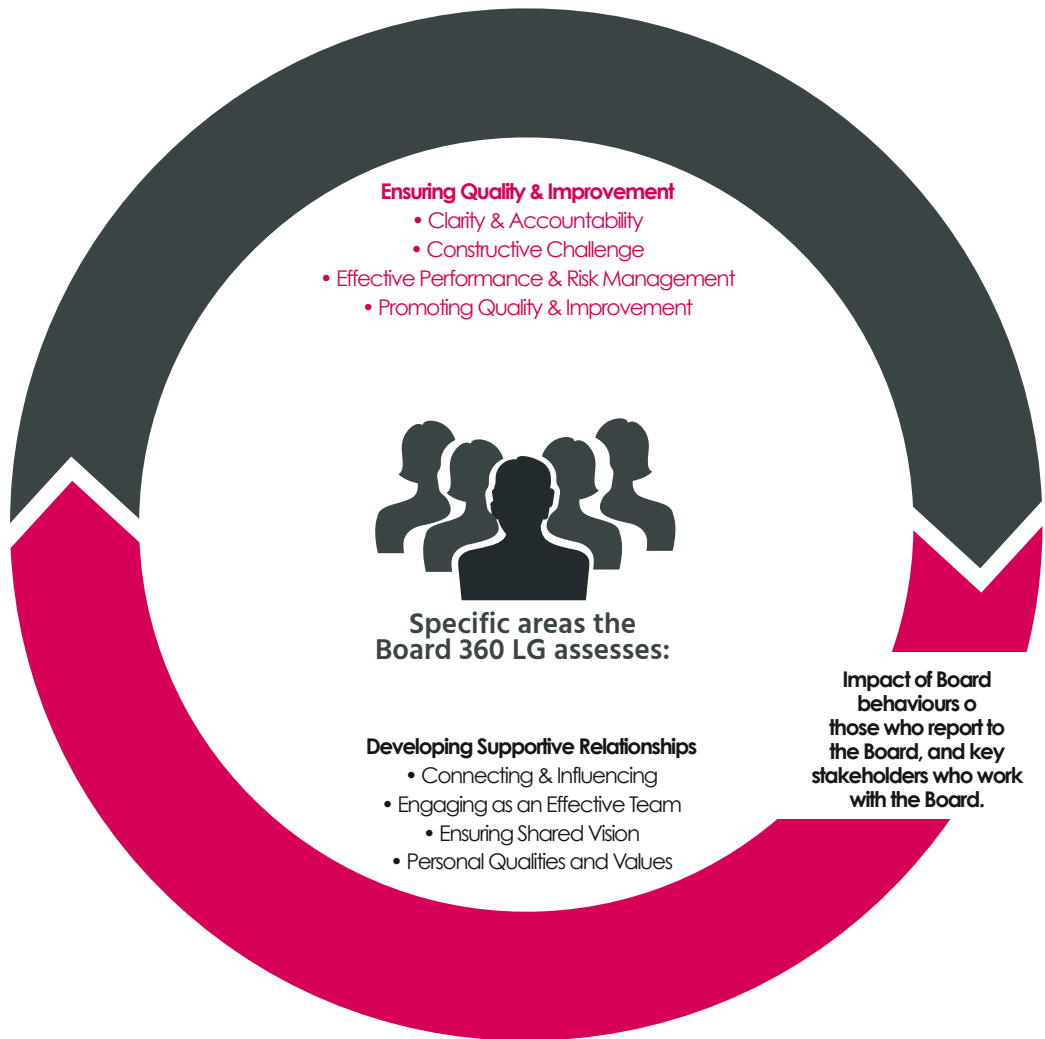 Ensuring Quality & Improvement
• Clarity & Accountability
• Constructive Challenge
• Effective Performance & Risk Management
• Promoting Quality & Improvement
Specific areas the
Board 360 LG assesses:
Impact of Board
behaviours o
those who report to
the Board, and key
stakeholders who work
with the Board.
Developing Supportive Relationships
• Connecting & Influencing
• Engaging as an Effective Team
• Ensuring Shared Vision
• Personal Qualities and Values